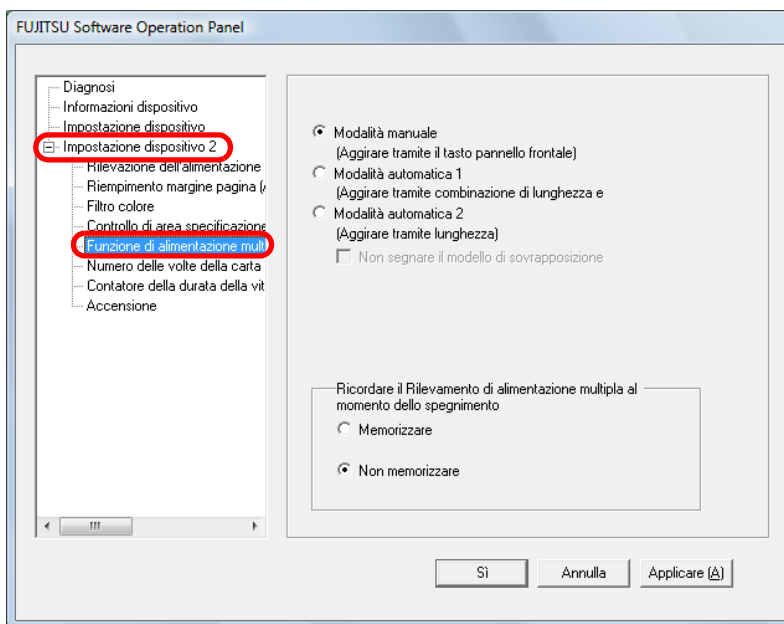 FUJITSU Software Operation Panel
Diagnosi
Informazioni dispositivo
Impostazione dispositivo
Impostazione dispositivo 2
Rilevazione dell'alimentazione
Riempimento margine pagina (
Filtro colore
Controllo di area specificazione
Funzione di alimentazione mult
Numero delle volte della carta
Contatore della durata della vit
Accensione
Modalità manuale
(Aggirare tramite il tasto pannello frontale)
Modalità automatica 1
(Aggirare tramite combinazione di lunghezza e
Modalità automatica 2
(Aggirare tramite lunghezza)
Non segnare il modello di sovrapposizione
Ricordare il Rilevamento di alimentazione multipla al
momento dello spegnimento
Memorizzare
Non memorizzare
Sì
Annulla
Applicare (A)